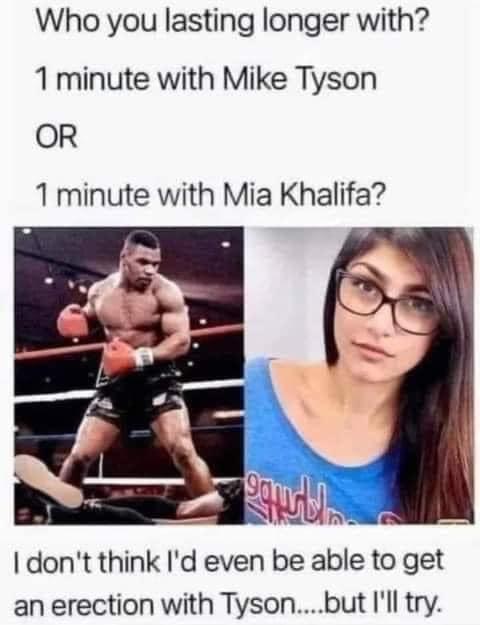 Who you lasting longer with?
1 minute with Mike Tyson
OR
1 minute with Mia Khalifa?
I don't think I'd even be able to get
an erection with Tyson....but I'll try.